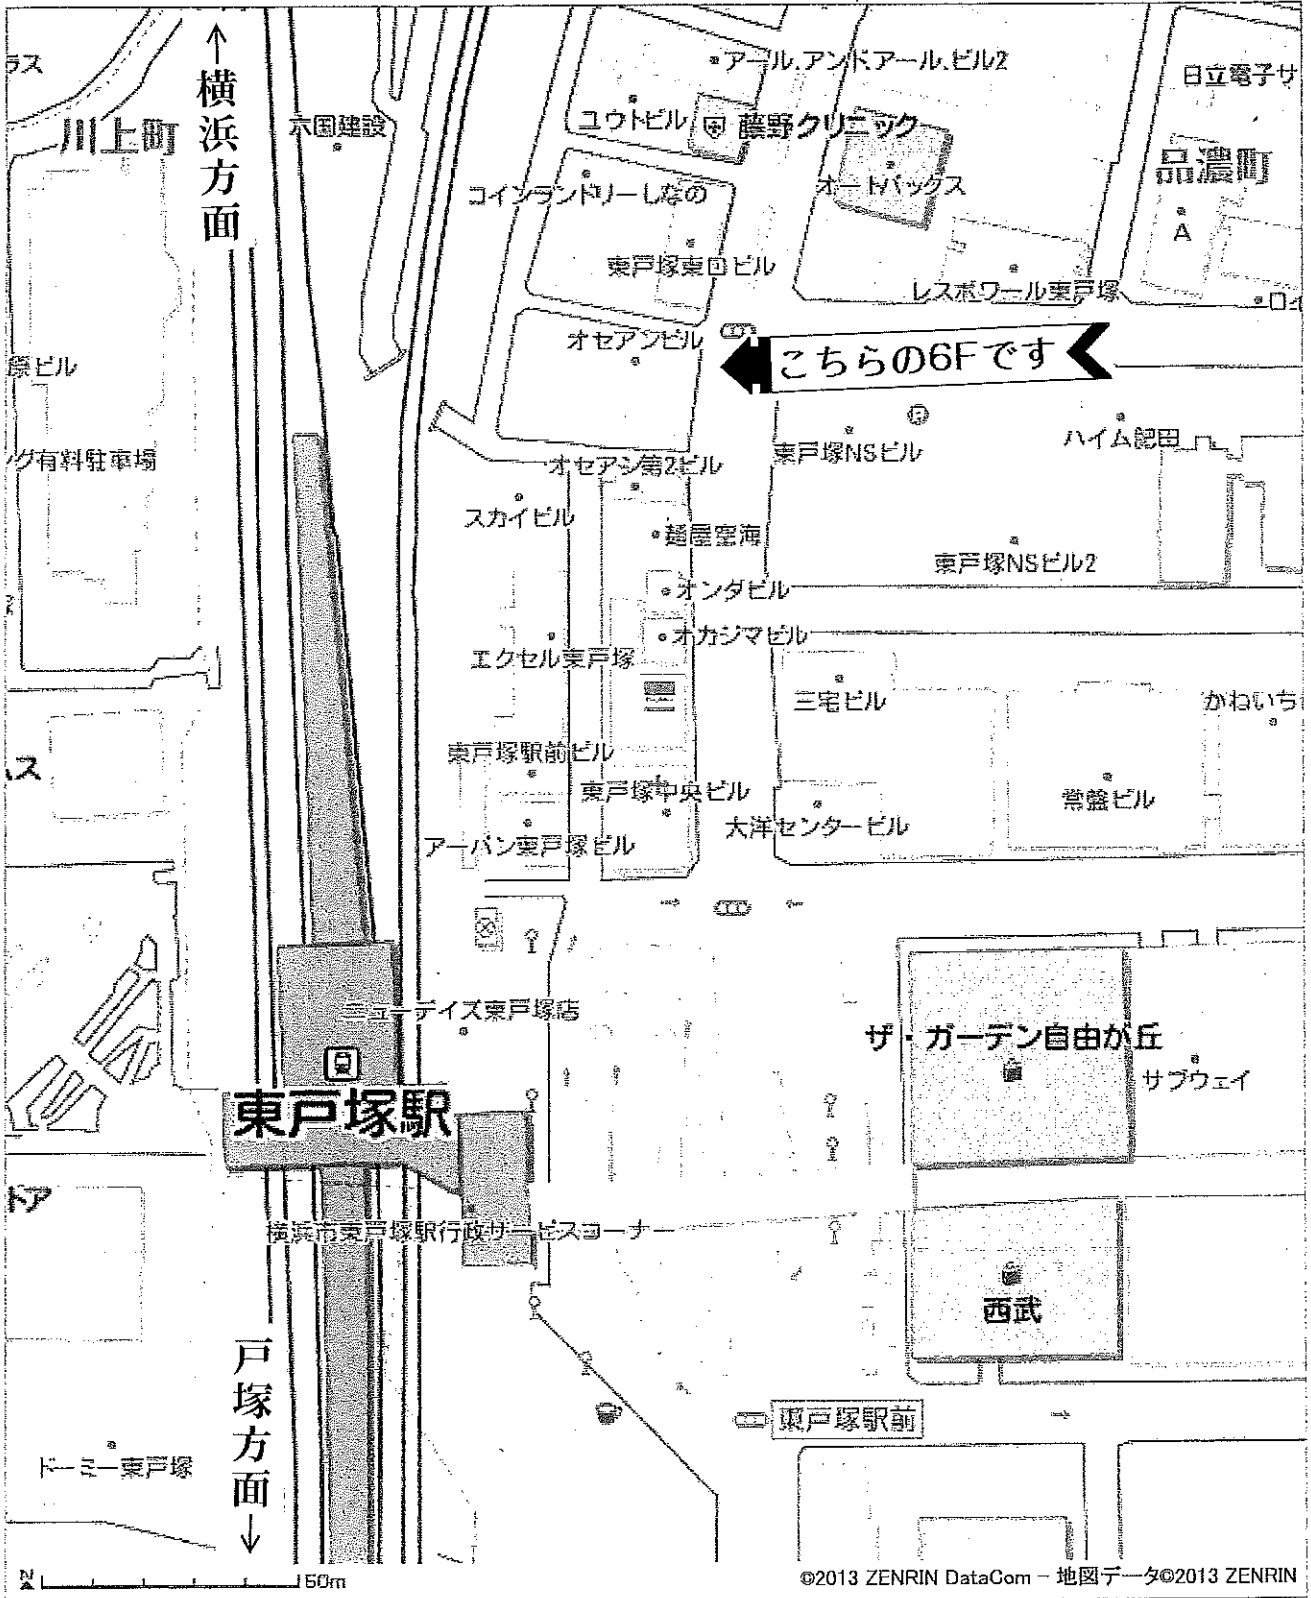 ↑横浜方面
ラス
川上町
六国建設
アール.アンド.アール.ビル2
ユウトビル
藤野クリニック
日立電子サ
品濃町
オートバックス
コインランドリーしなの
A
東戸塚東口ビル
レスポワール東戸塚
オセアンビル
こちらの6Fです
原ビル
グ有料駐車場
オセアン第2ビル
東戸塚NSビル
P
スカイビル
麺屋空海
東戸塚NSビル2
オンダビル
オカジマビル
エクセル東戸塚
三宅ビル
かねいち
東戸塚駅前ビル
ス
東戸塚中央ビル
常盤ビル
アーバン東戸塚ビル
大洋センタービル
ニューデイズ東戸塚店
ザ・ガーデン自由が丘
サブウェイ
東戸塚駅
トア
横浜市東戸塚駅行政サービスコーナー
西武
戸塚方面↓
東戸塚駅前
ドーミー東戸塚
N
50m
©2013 ZENRIN DataCom - 地図データ©2013 ZENRIN